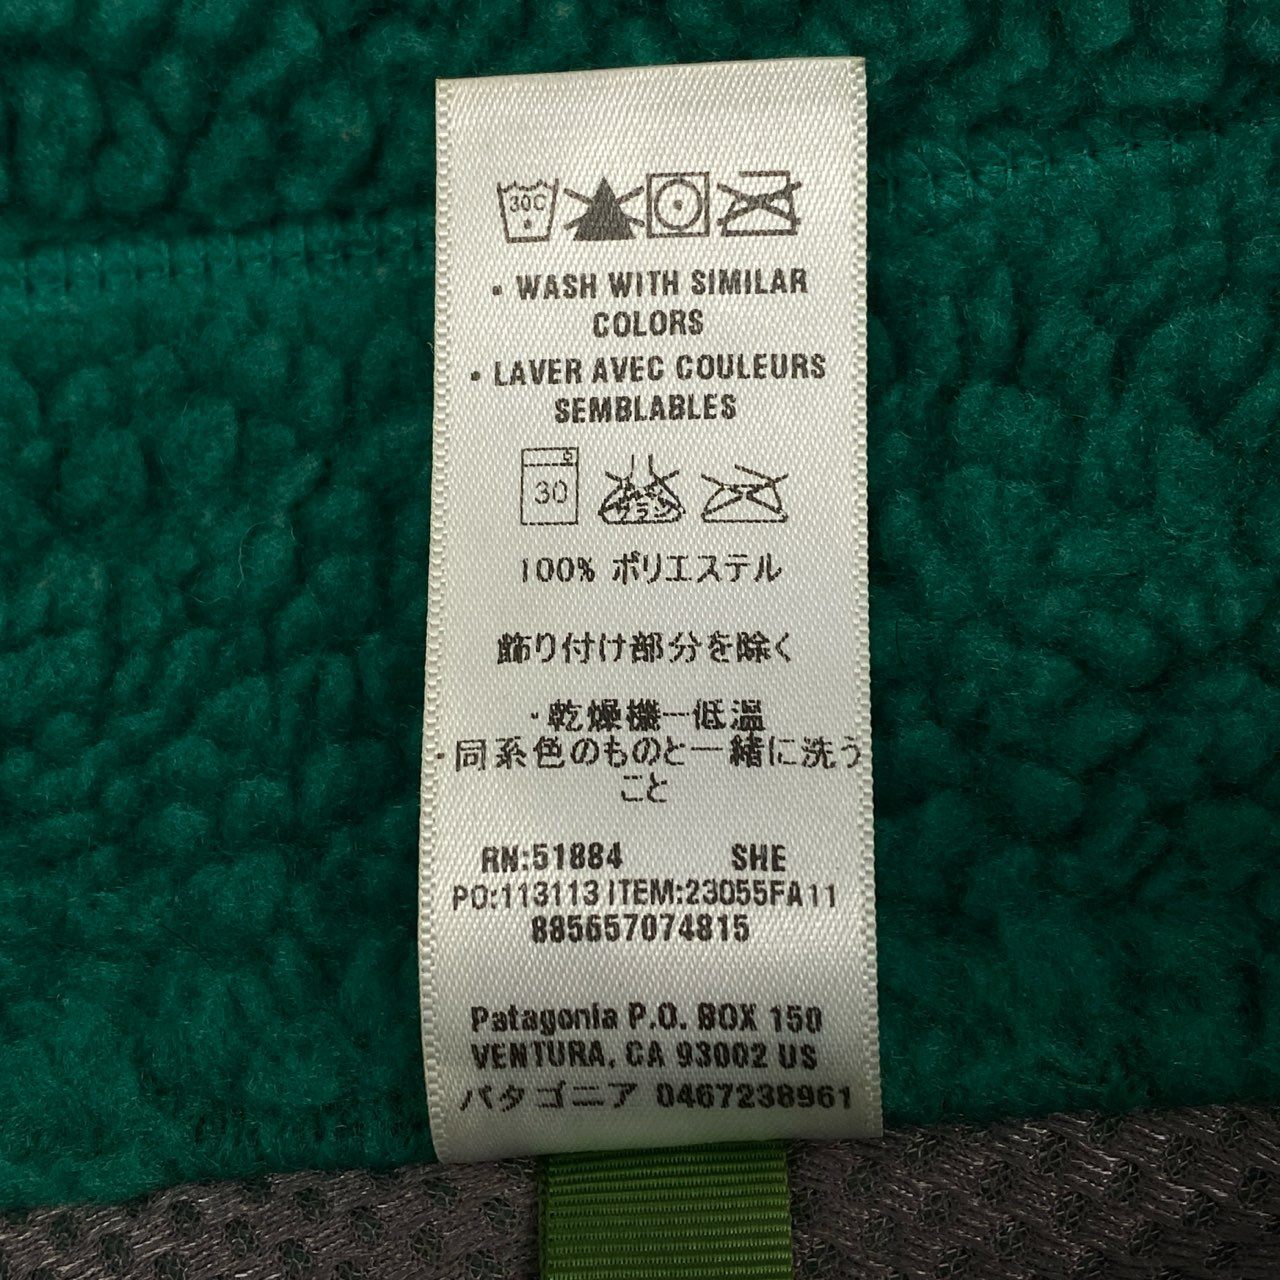 30C
• WASH WITH SIMILAR
COLORS
• LAVER AVEC COULEURS
SEMBLABLES
30
100% ポリエステル
飾り付け部分を除く
・乾燥機一低温
・同系色のものと一緒に洗う
こと
RN:51884 SHE
PO:113113 ITEM:23055FA11
885657074815
Patagonia P.O. BOX 150
VENTURA, CA 93002 US
パタゴニア 0467238961